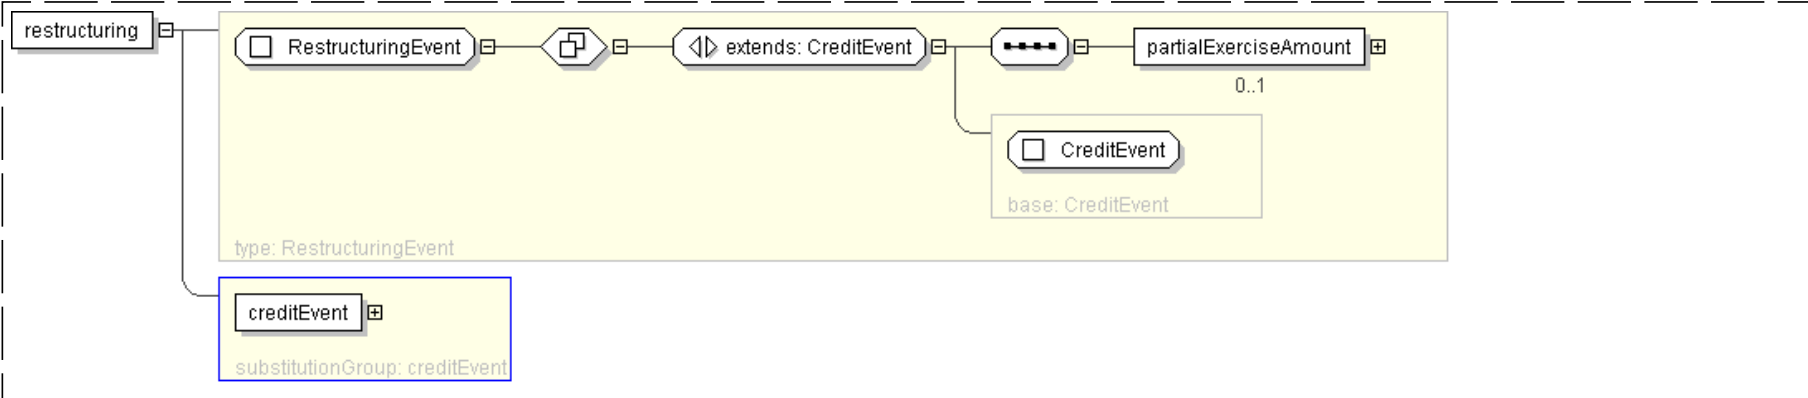 restructuring
RestructuringEvent
extends: CreditEvent
partialExerciseAmount
0..1
CreditEvent
base: CreditEvent
type: RestructuringEvent
creditEvent
substitutionGroup: creditEvent